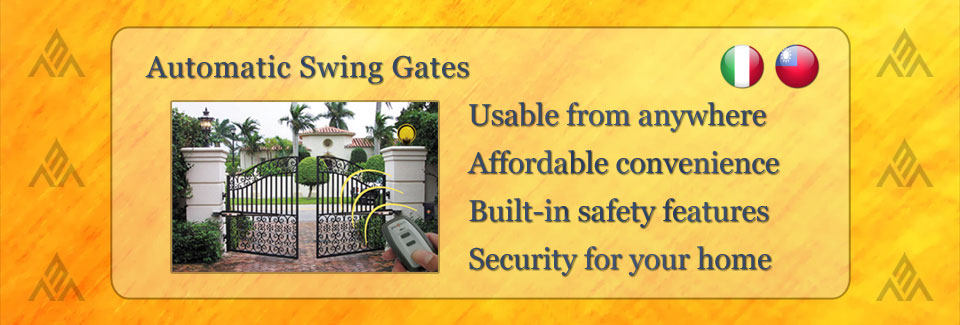 Automatic Swing Gates
Usable from anywhere
Affordable convenience
Built-in safety features
Security for your home